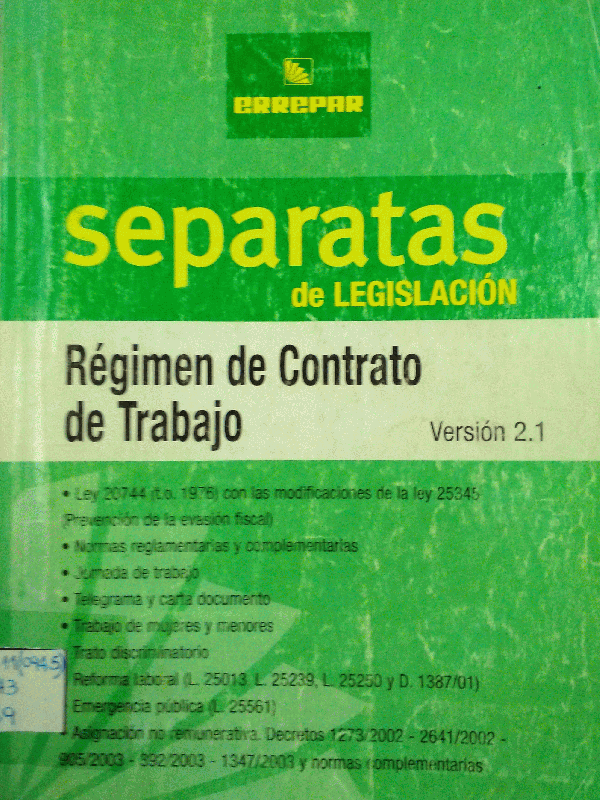 ERREPAR
separatas
de LEGISLACIÓN
Régimen de Contrato
de Trabajo
Versión 2.1
• Ley 20744 (t.o. 1976) con las modificaciones de la ley 25345
(Prevención de la evasión fiscal)
• Normas reglamentarias y complementarias
• Jornada de trabajo
• Telegrama y carta documento
• Trabajo de mujeres y menores
Trato discriminatorio
Reforma laboral (L. 25013, L. 25239, L. 25250 y D. 1387/01)
Emergencia pública (L. 25561)
• Asignación no remunerativa. Decretos 1273/2002 - 2641/2002 -
905/2003 - 392/2003 - 1347/2003 y normas complementarias